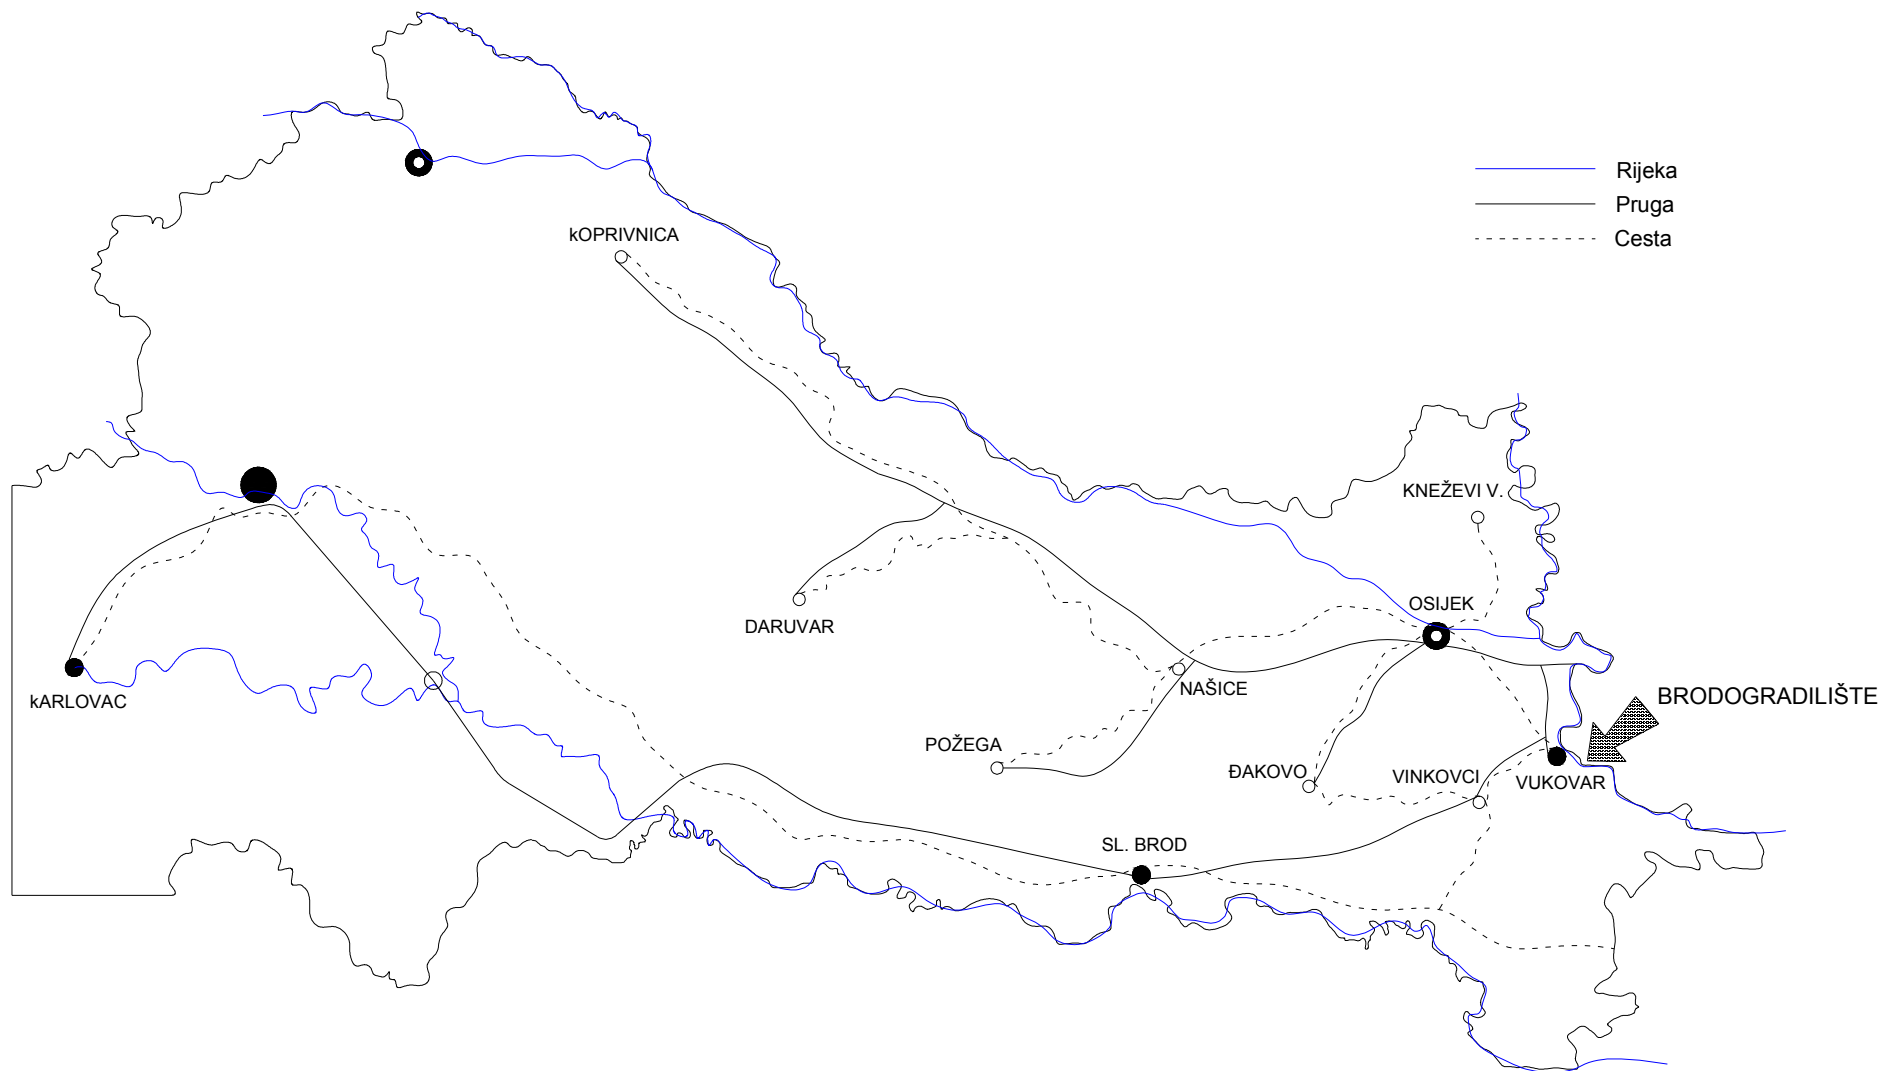 Rijeka
Pruga
Cesta
kOPRIVNICA
KNEŽEVI V.
OSIJEK
DARUVAR
NAŠICE
kARLOVAC
BRODOGRADILIŠTE
POŽEGA
ĐAKOVO
VINKOVCI
VUKOVAR
SL. BROD